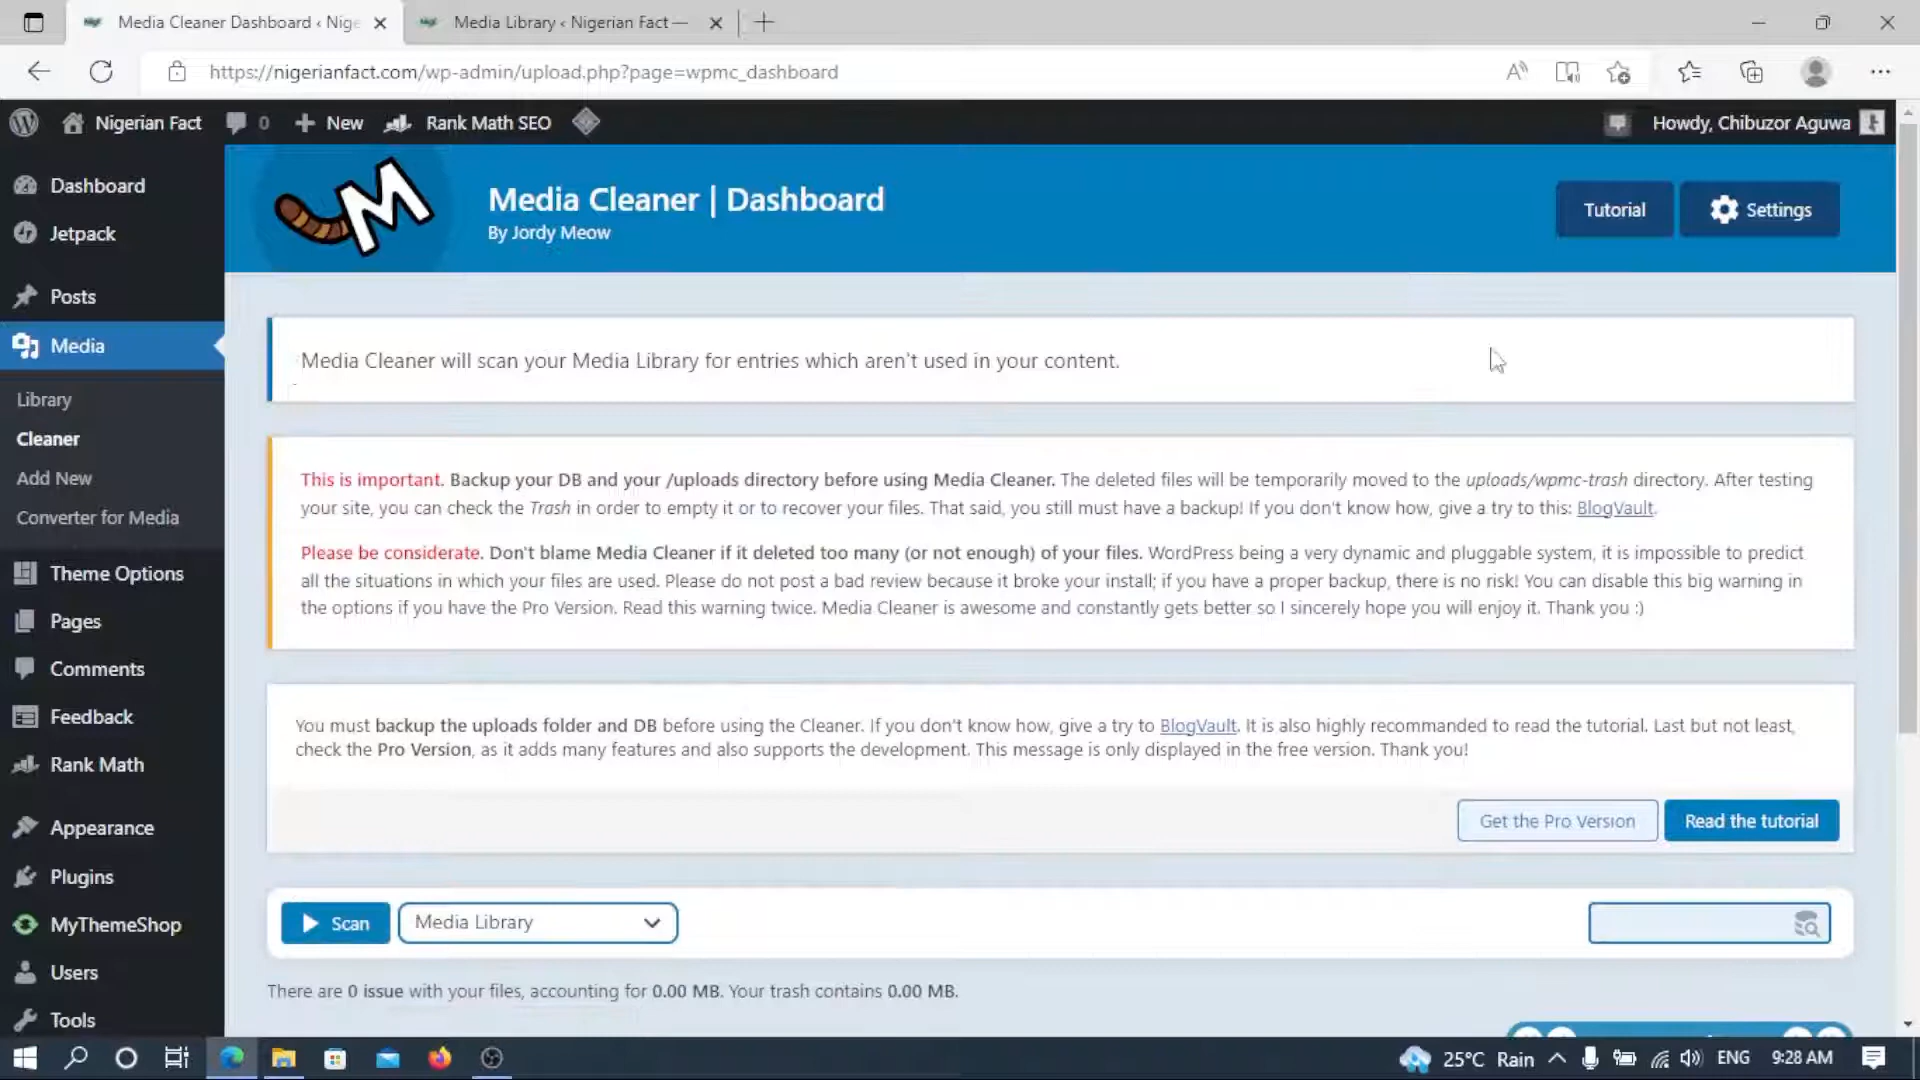 Media Cleaner Dashboard ‹ Nige
Media Library ‹ Nigerian Fact —
https://nigerianfact.com/wp-admin/upload.php?page=wpmc_dashboard
Nigerian Fact 0 + New Rank Math SEO Howdy, Chibuzor Aguwa
Dashboard
Jetpack
Posts
Media
Library
Cleaner
Add New
Converter for Media
Theme Options
Pages
Comments
Feedback
Rank Math
Appearance
Plugins
MyThemeShop
Users
Tools
M
Media Cleaner | Dashboard
By Jordy Meow
Tutorial
Settings
Media Cleaner will scan your Media Library for entries which aren't used in your content.
This is important. Backup your DB and your /uploads directory before using Media Cleaner. The deleted files will be temporarily moved to the uploads/wpmc-trash directory. After testing
your site, you can check the Trash in order to empty it or to recover your files. That said, you still must have a backup! If you don't know how, give a try to this: BlogVault.
Please be considerate. Don't blame Media Cleaner if it deleted too many (or not enough) of your files. WordPress being a very dynamic and pluggable system, it is impossible to predict
all the situations in which your files are used. Please do not post a bad review because it broke your install; if you have a proper backup, there is no risk! You can disable this big warning in
the options if you have the Pro Version. Read this warning twice. Media Cleaner is awesome and constantly gets better so I sincerely hope you will enjoy it. Thank you :)
You must backup the uploads folder and DB before using the Cleaner. If you don't know how, give a try to BlogVault. It is also highly recommanded to read the tutorial. Last but not least,
check the Pro Version, as it adds many features and also supports the development. This message is only displayed in the free version. Thank you!
Get the Pro Version
Read the tutorial
Scan
Media Library
There are 0 issue with your files, accounting for 0.00 MB. Your trash contains 0.00 MB.
25°C Rain ENG 9:28 AM